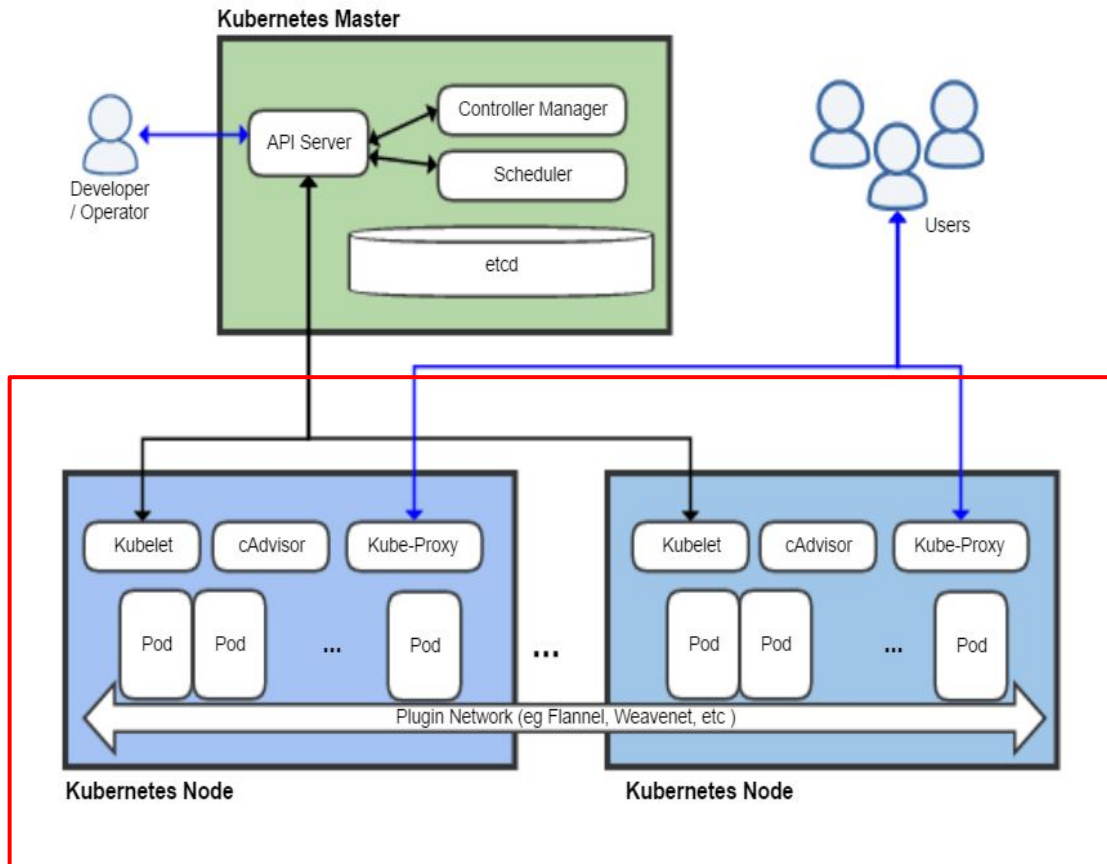 Kubernetes Master
API Server
Controller Manager
Scheduler
etcd
Developer
/ Operator
Users
Kubelet
cAdvisor
Kube-Proxy
Pod
Pod
...
Pod
Kubelet
cAdvisor
Kube-Proxy
Pod
Pod
...
Pod
...
Plugin Network (eg Flannel, Weavenet, etc )
Kubernetes Node
Kubernetes Node